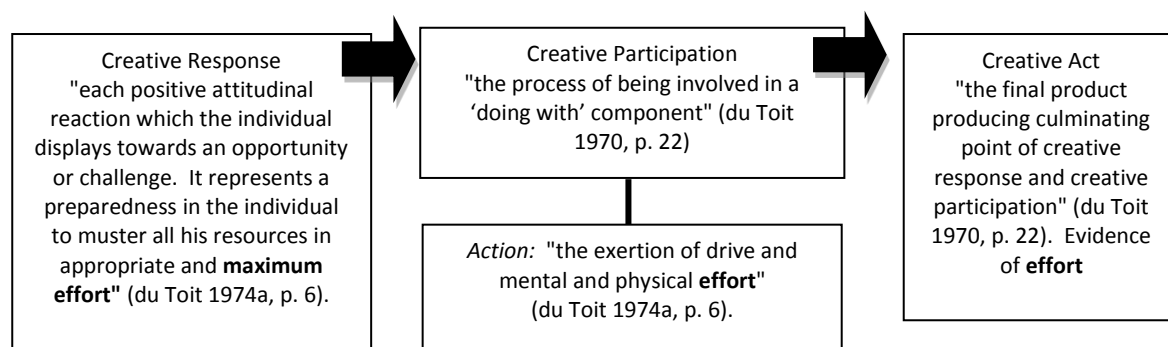 Creative Response
"each positive attitudinal
reaction which the individual
displays towards an opportunity
or challenge.  It represents a
preparedness in the individual
to muster all his resources in
appropriate and maximum
effort" (du Toit 1974a, p. 6).
Creative Participation
"the process of being involved in a
‘doing with’ component" (du Toit
1970, p. 22)
Action:  "the exertion of drive and
mental and physical effort"
(du Toit 1974a, p. 6).
Creative Act
"the final product
producing culminating
point of creative
response and creative
participation" (du Toit
1970, p. 22).  Evidence
of effort